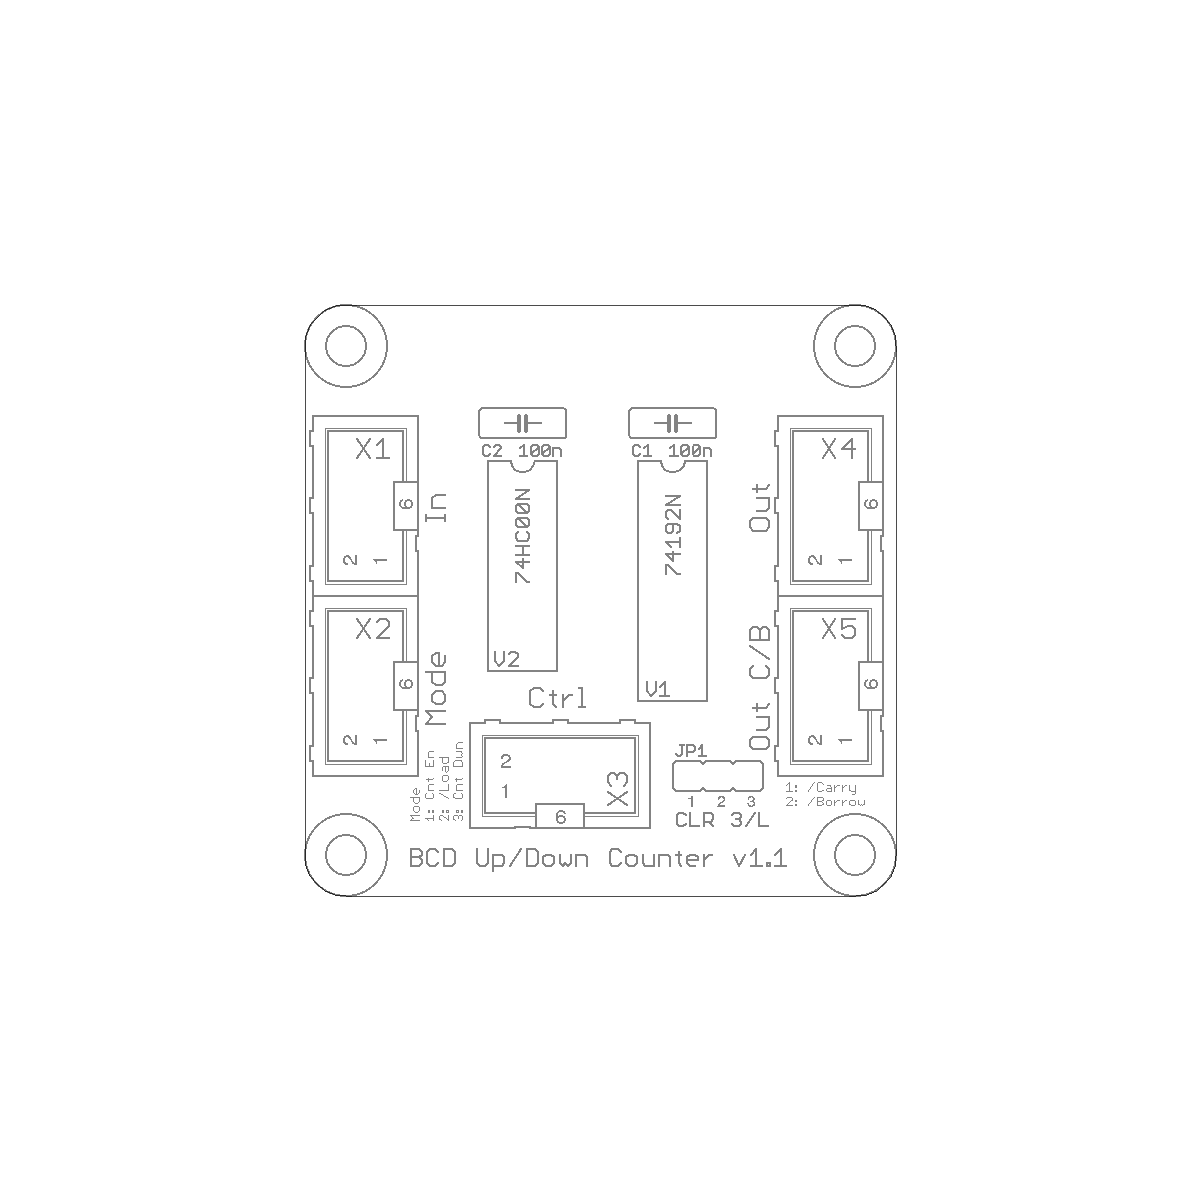 C2 100n
C1 100n
X1
6
2 1
In
74HC00N
V2
74192N
V1
X4
6
2 1
Out
X2
6
2 1
Mode
X5
6
2 1
Out C/B
Ctrl
2
1
X3
6
JP1
1 2 3
CLR 3/L
Mode
1: Cnt En
2: /Load
3: Cnt Dwn
1: /Carry
2: /Borrow
BCD Up/Down Counter v1.1